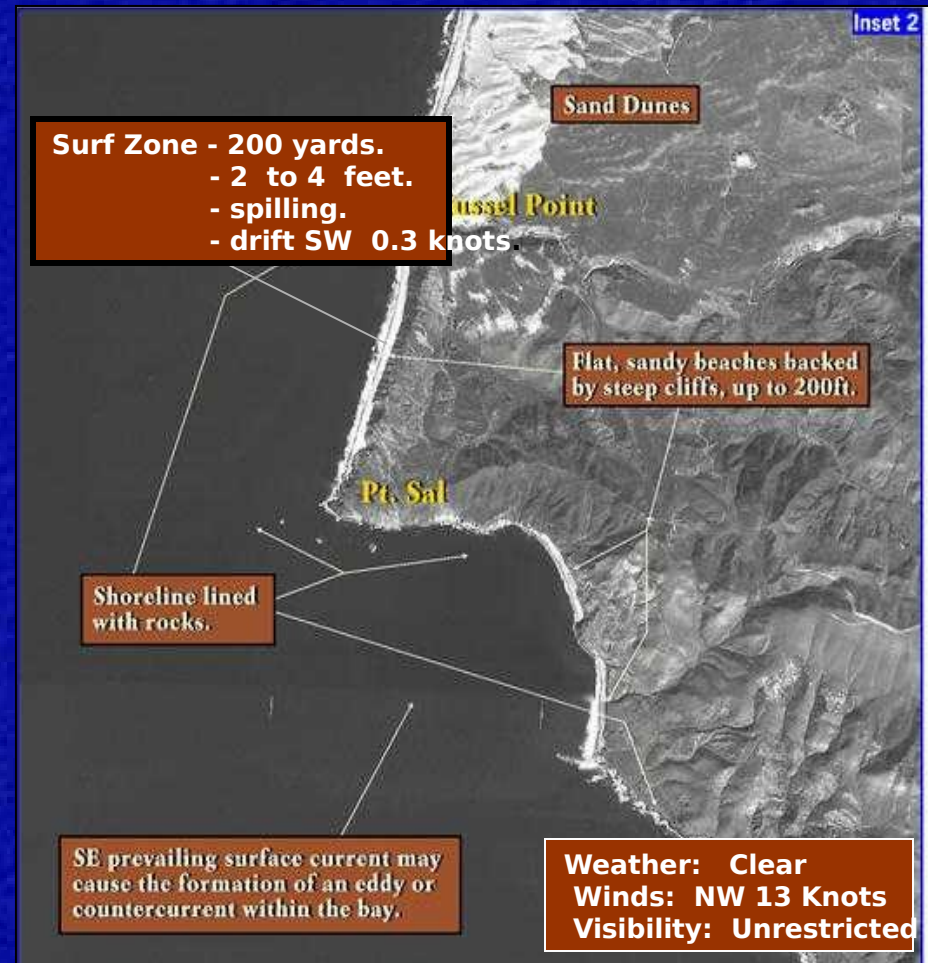 Inset 2
Sand Dunes
Surf Zone - 200 yards.
- 2 to 4 feet.
- spilling.
- drift SW 0.3 knots.
Point
Flat, sandy beaches backed
by steep cliffs, up to 200ft.
Pt. Sal
Shoreline lined
with rocks.
SE prevailing surface current may
cause the formation of an eddy or
countercurrent within the bay.
Weather: Clear
Winds: NW 13 Knots
Visibility: Unrestricted